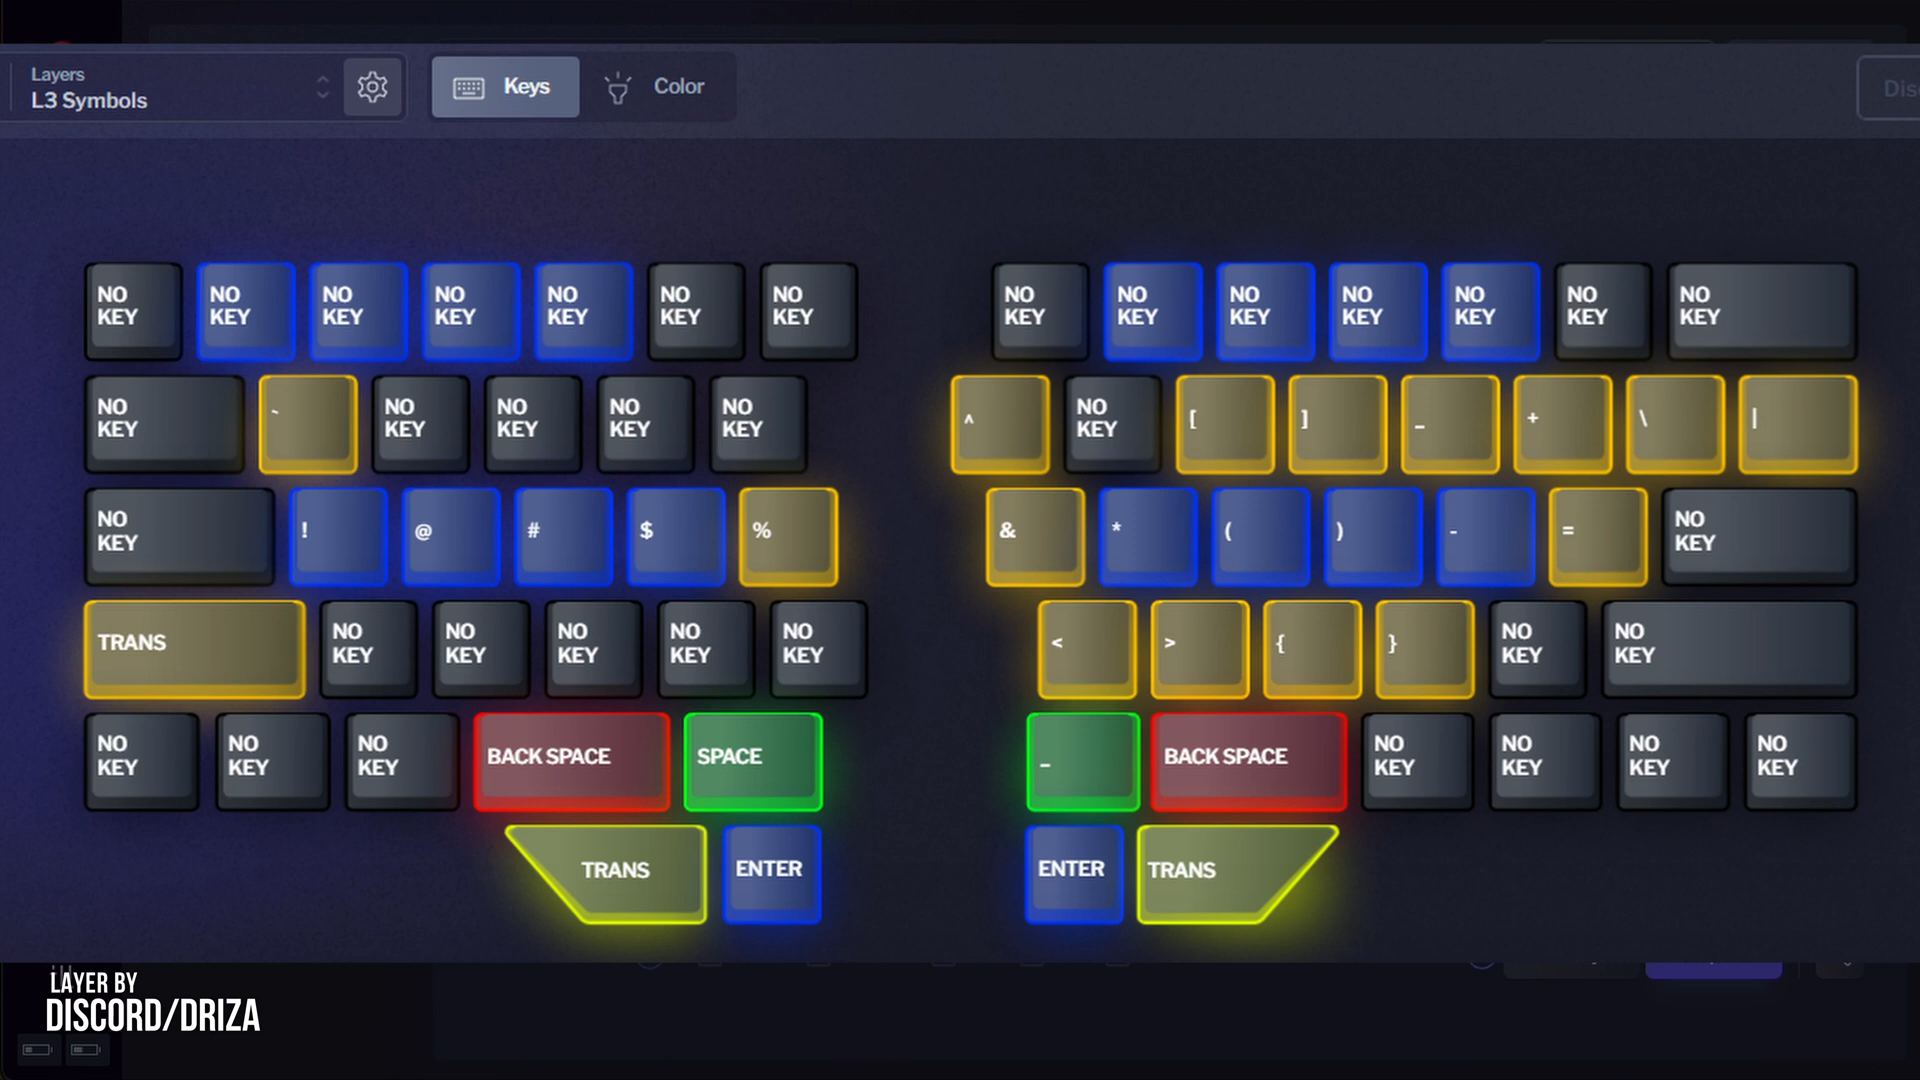 Layers
L3 Symbols
Keys
Color
NO KEY NO KEY NO KEY NO KEY NO KEY NO KEY NO KEY NO KEY NO KEY NO KEY NO KEY NO KEY NO KEY NO KEY
NO KEY ~ NO KEY NO KEY NO KEY NO KEY ^ NO KEY [ ] _ + \ |
NO KEY ! @ # $ % & * ( ) - = NO KEY
TRANS NO KEY NO KEY NO KEY NO KEY NO KEY < > { } NO KEY NO KEY
NO KEY NO KEY NO KEY BACK SPACE SPACE _ BACK SPACE NO KEY NO KEY NO KEY NO KEY
TRANS ENTER ENTER TRANS
LAYER BY
DISCORD/DRIZA